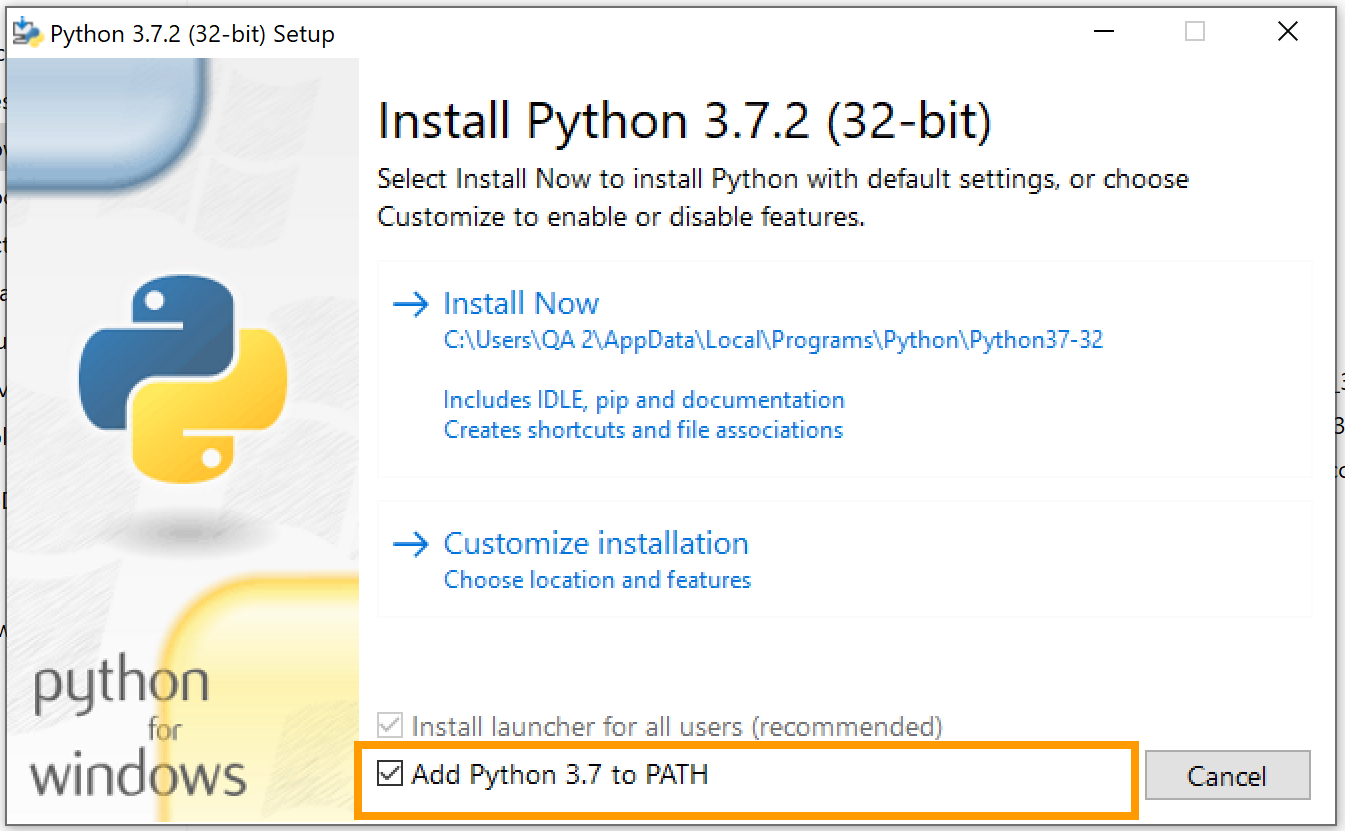 Python 3.7.2 (32-bit) Setup
Install Python 3.7.2 (32-bit)
Select Install Now to install Python with default settings, or choose
Customize to enable or disable features.
Install Now
C:\Users\QA 2\AppData\Local\Programs\Python\Python37-32
Includes IDLE, pip and documentation
Creates shortcuts and file associations
Customize installation
Choose location and features
python
for
windows
Install launcher for all users (recommended)
Add Python 3.7 to PATH
Cancel